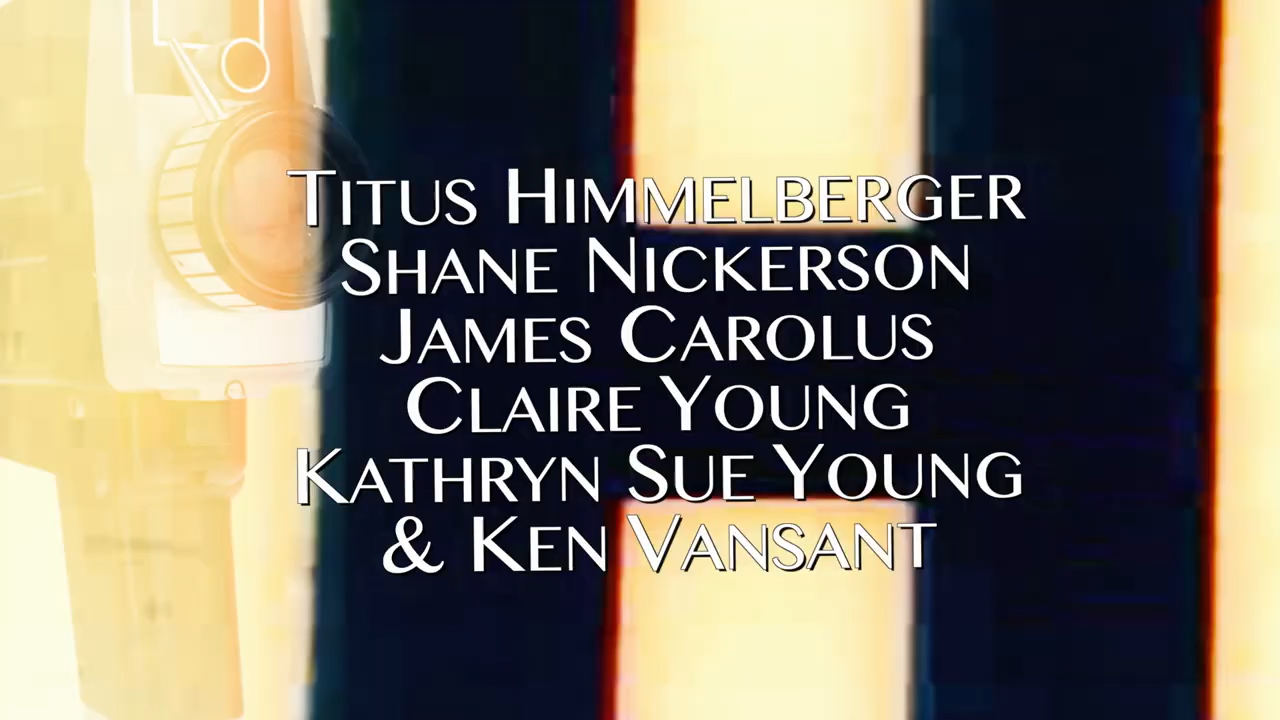 Titus Himmelberger
Shane Nickerson
James Carolus
Claire Young
Kathryn Sue Young
& Ken Vansant